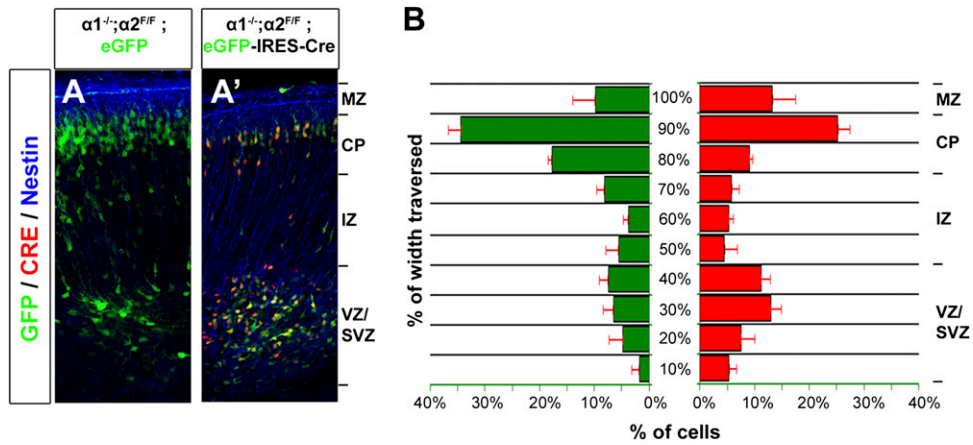 α1-/-;α2F/F ;
eGFP
α1-/-;α2F/F ;
eGFP-IRES-Cre
GFP / CRE / Nestin
A
A'
MZ
CP
IZ
VZ/
SVZ
B
% of width traversed
100%
90%
80%
70%
60%
50%
40%
30%
20%
10%
MZ
CP
IZ
VZ/
SVZ
40% 30% 20% 10% 0% 0% 10% 20% 30% 40%
% of cells